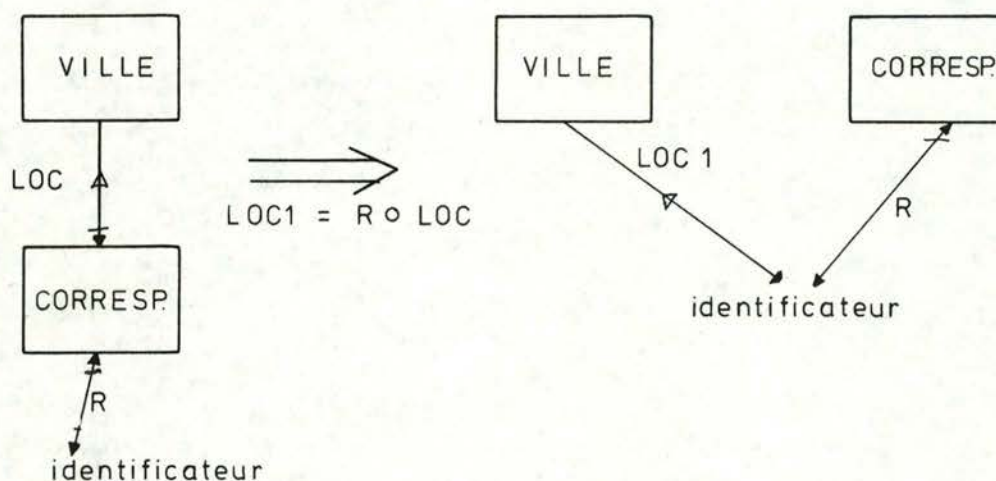 VILLE
LOC
CORRESP.
R
identificateur
LOC1 = R o LOC
VILLE
CORRESP.
LOC 1
R
identificateur